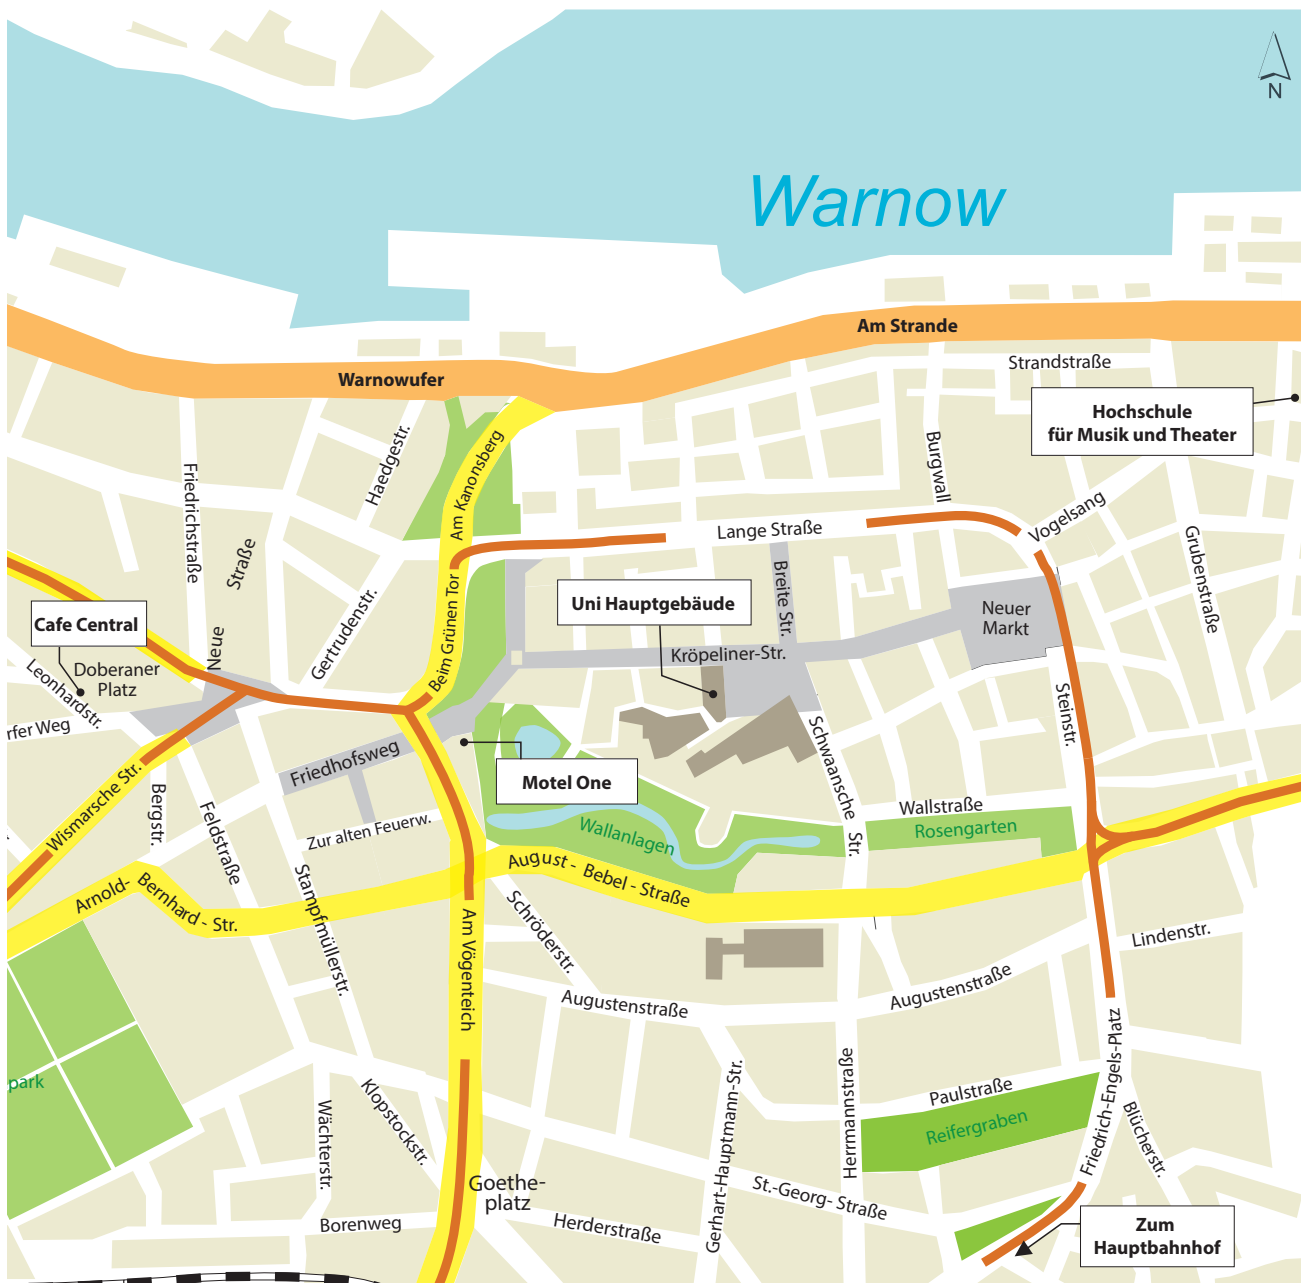 N
Warnow
Am Strande
Warnowufer
Strandstraße
Hochschule
für Musik und Theater
Am Kanonsberg
Haedgestr.
Friedrichstraße
Burgwall
Vogelsang
Lange Straße
Grubenstraße
Straße
Neue
Breite Str.
Beim Grünen Tor
Gertrudenstr.
Uni Hauptgebäude
Neuer
Markt
Cafe Central
Kröpeliner-Str.
Doberaner
Platz
Leonhardstr.
rfer Weg
Steinstr.
Schwaansche
Str.
Friedhofsweg
Motel One
Wismarsche Str.
Bergstr.
Feldstraße
Zur alten Feuerw.
Wallanlagen
Wallstraße
Rosengarten
August - Bebel - Straße
Arnold-
Bernhard - Str.
Stampfmüllerstr.
Schröderstr.
Am Vögenteich
Lindenstr.
Augustenstraße
Augustenstraße
Friedrich-Engels-Platz
park
Klopstockstr.
Wächterstr.
Gerhart-Hauptmann-Str.
Herrmannstraße
Paulstraße
Reifergraben
Blücherstr.
Goethe-
platz
St.-Georg- Straße
Borenweg
Herderstraße
Zum
Hauptbahnhof